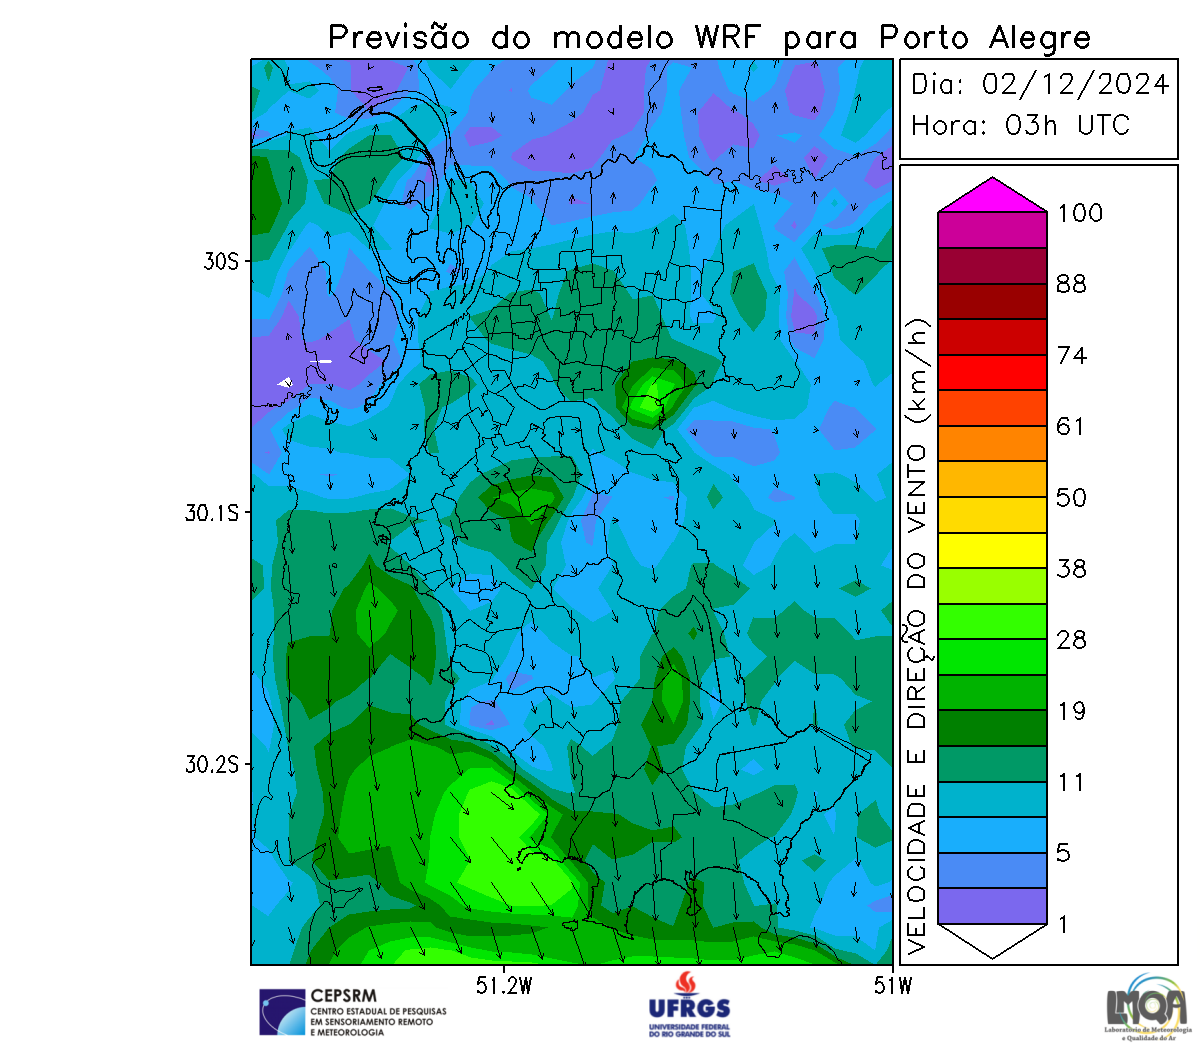 Previsão do modelo WRF para Porto Alegre
Dia: 02/12/2024
Hora: 03h UTC
30S
30.1S
30.2S
51.2W
51W
VELOCIDADE E DIREÇÃO DO VENTO (km/h)
100
88
74
61
50
38
28
19
11
5
1
CEPSRM
CENTRO ESTADUAL DE PESQUISAS
EM SENSORIAMENTO REMOTO
E METEOROLOGIA
UFRGS
UNIVERSIDADE FEDERAL
DO RIO GRANDE DO SUL
LMQA
Laboratório de Meteorologia
e Qualidade do Ar